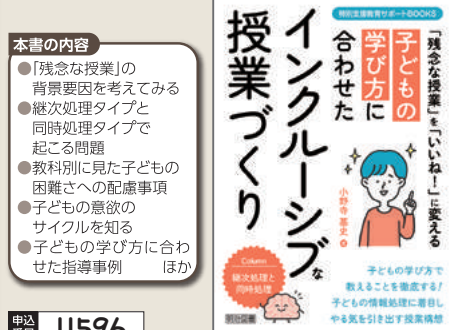 本書の内容
●「残念な授業」の
背景要因を考えてみる
●継次処理タイプと
同時処理タイプで
起こる問題
●教科別に見た子どもの
困難さへの配慮事項
●子どもの意欲の
サイクルを知る
●子どもの学び方に合わ
せた指導事例 ほか
申込
11596
特別支援教育サポートBOOKS
「残念な授業」を「いいね!」に変える
子どもの
学び方に
合わせた
インクルーシブな
授業づくり
小野寺基史 著
Column
継次処理と
同時処理
子どもの学び方で
教えることを徹底する!
子どもの情報処理に着目し
やる気を引き出す授業構想
明治図書